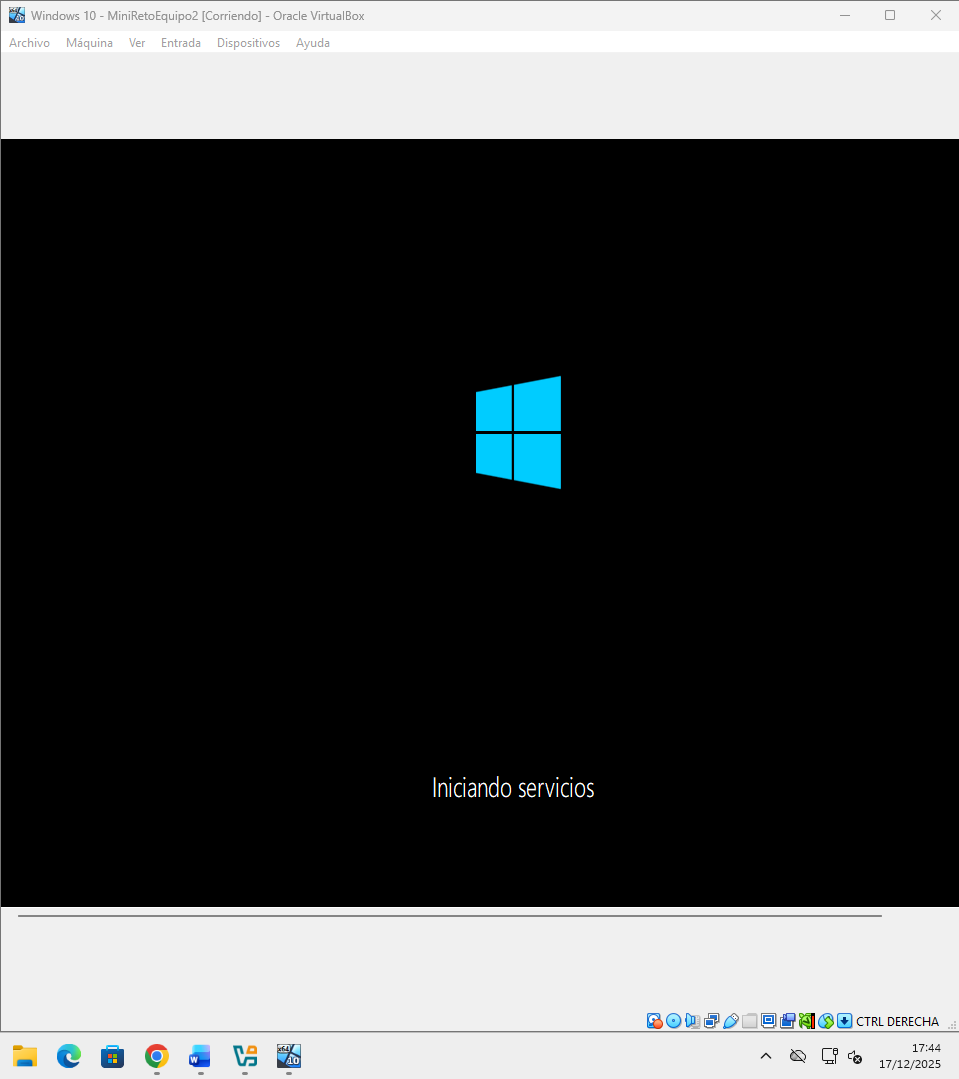 Windows 10 - MiniRetoEquipo2 [Corriendo] - Oracle VirtualBox
Archivo Máquina Ver Entrada Dispositivos Ayuda
Iniciando servicios
CTRL DERECHA
17:44
17/12/2025